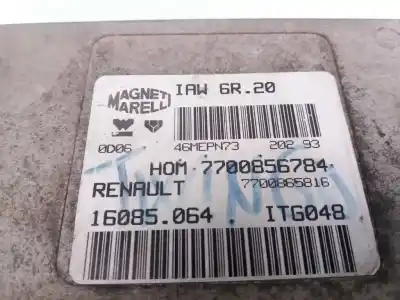 MAGNETI MARELLI
IAW 6R.20
0D06 46MEPN73 202 93
HOM 7700856784
RENAULT 7700865816
16085.064 ITG048